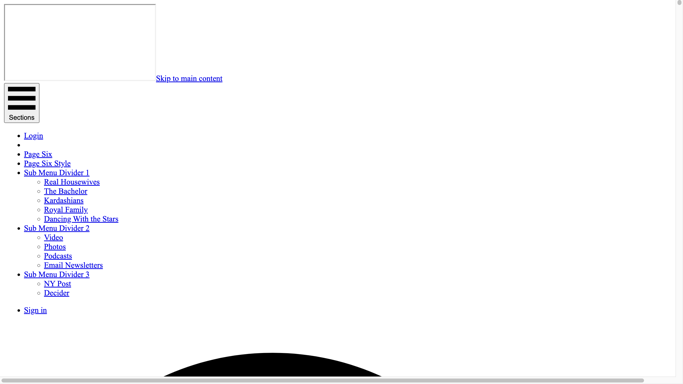 Skip to main content
Sections
Login
Page Six
Page Six Style
Sub Menu Divider 1
Real Housewives
The Bachelor
Kardashians
Royal Family
Dancing With the Stars
Sub Menu Divider 2
Video
Photos
Podcasts
Email Newsletters
Sub Menu Divider 3
NY Post
Decider
Sign in